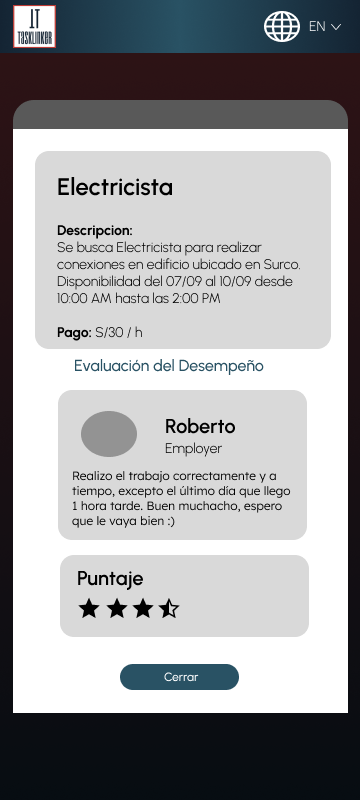 IT
TASKLINKER
EN
Electricista
Descripcion:
Se busca Electricista para realizar
conexiones en edificio ubicado en Surco.
Disponibilidad del 07/09 al 10/09 desde
10:00 AM hasta las 2:00 PM
Pago: S/30 / h
Evaluación del Desempeño
Roberto
Employer
Realizo el trabajo correctamente y a
tiempo, excepto el último día que llego
1 hora tarde. Buen muchacho, espero
que le vaya bien :)
Puntaje
Cerrar